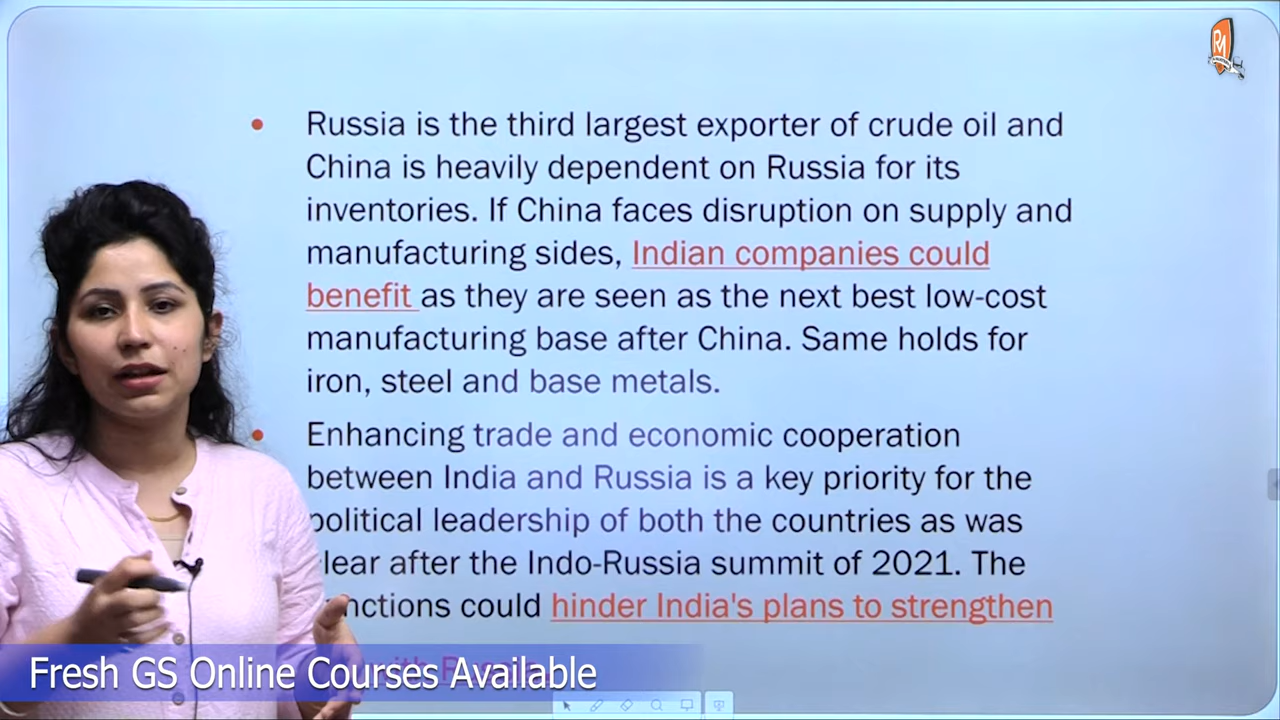 Russia is the third largest exporter of crude oil and
China is heavily dependent on Russia for its
inventories. If China faces disruption on supply and
manufacturing sides, Indian companies could
benefit as they are seen as the next best low-cost
manufacturing base after China. Same holds for
iron, steel and base metals.
Enhancing trade and economic cooperation
between India and Russia is a key priority for the
political leadership of both the countries as was
clear after the Indo-Russia summit of 2021. The
could hinder India's plans to strengthen
Fresh GS Online Courses Available